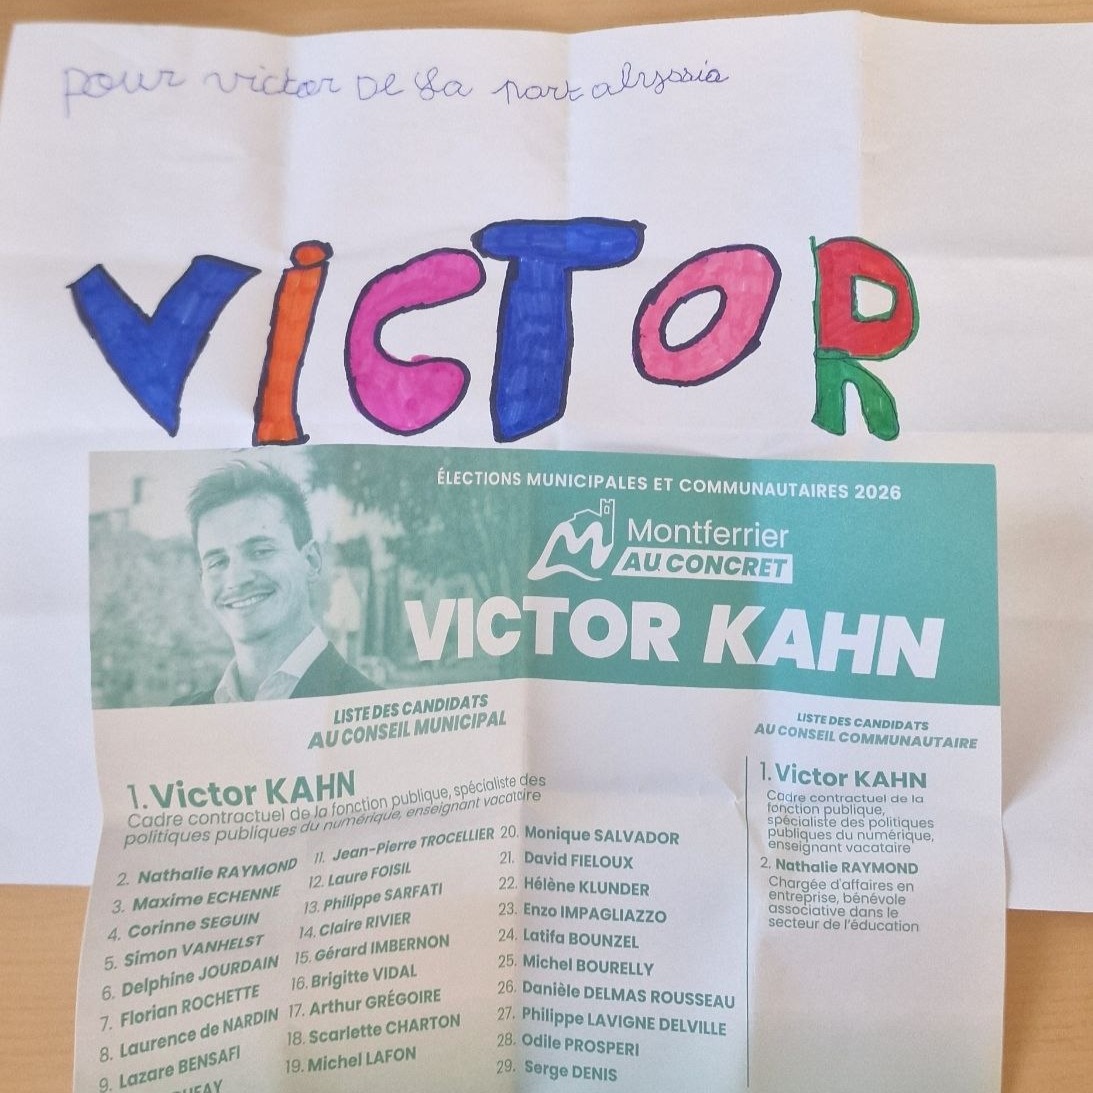 pour victor De La part alyssia
VICTOR
ÉLECTIONS MUNICIPALES ET COMMUNAUTAIRES 2026
Montferrier
AU CONCRET
VICTOR KAHN
LISTE DES CANDIDATS
AU CONSEIL MUNICIPAL
1. Victor KAHN
Cadre contractuel de la fonction publique, spécialiste des
politiques publiques du numérique, enseignant vacataire
2. Nathalie RAYMOND
3. Maxime ECHENNE
4. Corinne SEGUIN
5. Simon VANHELST
6. Delphine JOURDAIN
7. Florian ROCHETTE
8. Laurence de NARDIN
9. Lazare BENSAFI
11. Jean-Pierre TROCELLIER
12. Laure FOISIL
13. Philippe SARFATI
14. Claire RIVIER
15. Gérard IMBERNON
16. Brigitte VIDAL
17. Arthur GRÉGOIRE
18. Scarlette CHARTON
19. Michel LAFON
20. Monique SALVADOR
21. David FIELOUX
22. Hélène KLUNDER
23. Enzo IMPAGLIAZZO
24. Latifa BOUNZEL
25. Michel BOURELLY
26. Danièle DELMAS ROUSSEAU
27. Philippe LAVIGNE DELVILLE
28. Odile PROSPERI
29. Serge DENIS
LISTE DES CANDIDATS
AU CONSEIL COMMUNAUTAIRE
1. Victor KAHN
Cadre contractuel de la
fonction publique,
spécialiste des politiques
publiques du numérique,
enseignant vacataire
2. Nathalie RAYMOND
Chargée d'affaires en
entreprise, bénévole
associative dans le
secteur de l'éducation